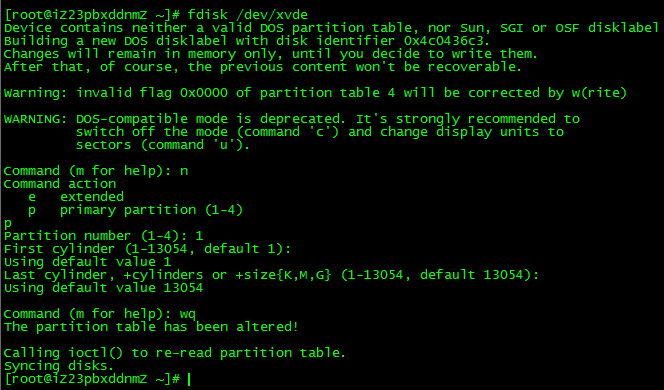 [root@iZ23pbxddnmZ ~]# fdisk /dev/xvde
Device contains neither a valid DOS partition table, nor Sun, SGI or OSF disklabel
Building a new DOS disklabel with disk identifier 0x4c0436c3.
Changes will remain in memory only, until you decide to write them.
After that, of course, the previous content won't be recoverable.

Warning: invalid flag 0x0000 of partition table 4 will be corrected by w(rite)

WARNING: DOS-compatible mode is deprecated. It's strongly recommended to
         switch off the mode (command 'c') and change display units to
         sectors (command 'u').

Command (m for help): n
Command action
   e   extended
   p   primary partition (1-4)
p
Partition number (1-4): 1
First cylinder (1-13054, default 1):
Using default value 1
Last cylinder, +cylinders or +size{K,M,G} (1-13054, default 13054):
Using default value 13054

Command (m for help): wq
The partition table has been altered!

Calling ioctl() to re-read partition table.
Syncing disks.
[root@iZ23pbxddnmZ ~]#